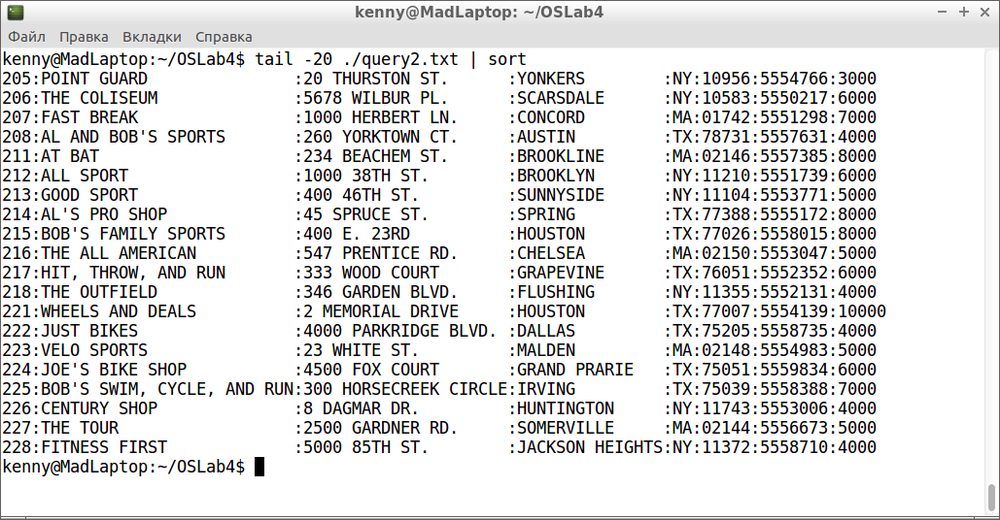 kenny@MadLaptop: ~/OSLab4
Файл Правка Вкладки Справка
kenny@MadLaptop:~/OSLab4$ tail -20 ./query2.txt | sort
205:POINT GUARD               :20 THURSTON ST.      :YONKERS        :NY:10956:5554766:3000
206:THE COLISEUM              :5678 WILBUR PL.      :SCARSDALE      :NY:10583:5550217:6000
207:FAST BREAK                :1000 HERBERT LN.     :CONCORD        :MA:01742:5551298:7000
208:AL AND BOB'S SPORTS       :260 YORKTOWN CT.     :AUSTIN         :TX:78731:5557631:4000
211:AT BAT                    :234 BEACHEM ST.      :BROOKLINE      :MA:02146:5557385:8000
212:ALL SPORT                 :1000 38TH ST.        :BROOKLYN       :NY:11210:5551739:6000
213:GOOD SPORT                :400 46TH ST.         :SUNNYSIDE      :NY:11104:5553771:5000
214:AL'S PRO SHOP             :45 SPRUCE ST.        :SPRING         :TX:77388:5555172:8000
215:BOB'S FAMILY SPORTS       :400 E. 23RD          :HOUSTON        :TX:77026:5558015:8000
216:THE ALL AMERICAN          :547 PRENTICE RD.     :CHELSEA        :MA:02150:5553047:5000
217:HIT, THROW, AND RUN       :333 WOOD COURT       :GRAPEVINE      :TX:76051:5552352:6000
218:THE OUTFIELD              :346 GARDEN BLVD.     :FLUSHING       :NY:11355:5552131:4000
221:WHEELS AND DEALS          :2 MEMORIAL DRIVE     :HOUSTON        :TX:77007:5554139:10000
222:JUST BIKES                :4000 PARKRIDGE BLVD. :DALLAS         :TX:75205:5558735:4000
223:VELO SPORTS               :23 WHITE ST.         :MALDEN         :MA:02148:5554983:5000
224:JOE'S BIKE SHOP           :4500 FOX COURT       :GRAND PRARIE   :TX:75051:5559834:6000
225:BOB'S SWIM, CYCLE, AND RUN:300 HORSECREEK CIRCLE:IRVING         :TX:75039:5558388:7000
226:CENTURY SHOP              :8 DAGMAR DR.         :HUNTINGTON     :NY:11743:5553006:4000
227:THE TOUR                  :2500 GARDNER RD.     :SOMERVILLE     :MA:02144:5556673:5000
228:FITNESS FIRST             :5000 85TH ST.        :JACKSON HEIGHTS:NY:11372:5558710:4000
kenny@MadLaptop:~/OSLab4$